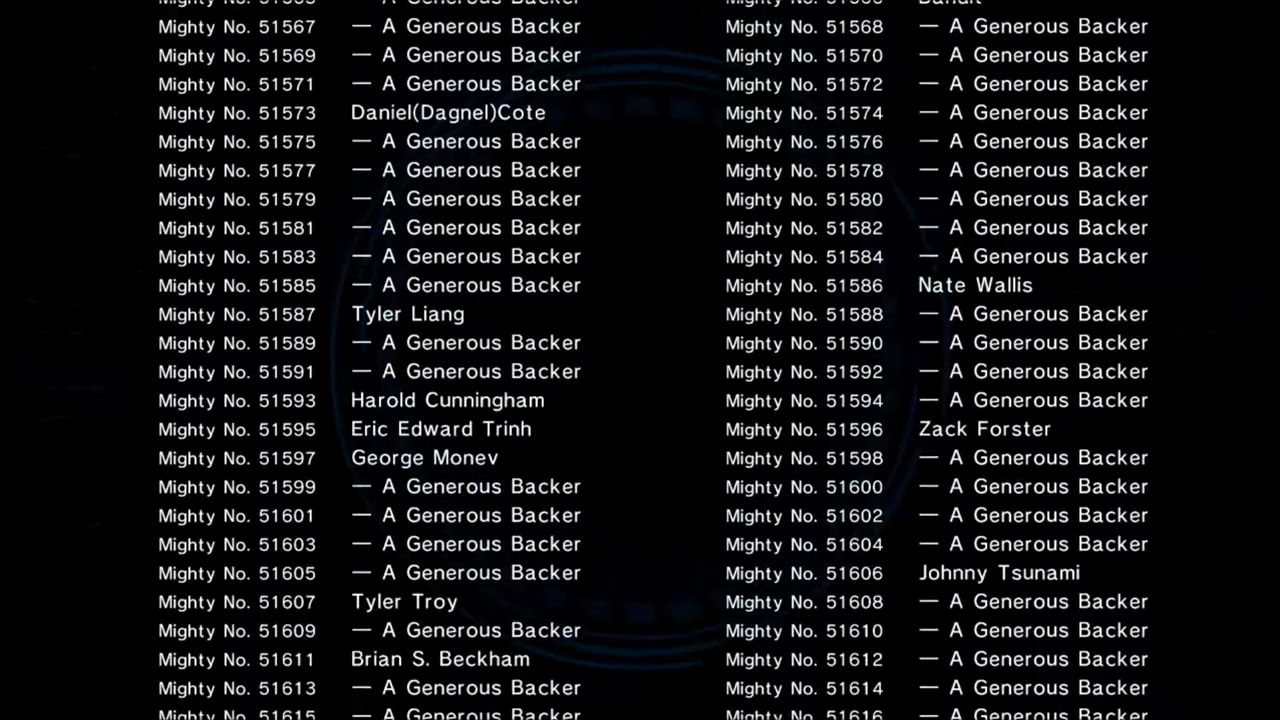 Mighty No. 51567 — A Generous Backer Mighty No. 51568 — A Generous Backer
Mighty No. 51569 — A Generous Backer Mighty No. 51570 — A Generous Backer
Mighty No. 51571 — A Generous Backer Mighty No. 51572 — A Generous Backer
Mighty No. 51573 Daniel(Dagnel)Cote Mighty No. 51574 — A Generous Backer
Mighty No. 51575 — A Generous Backer Mighty No. 51576 — A Generous Backer
Mighty No. 51577 — A Generous Backer Mighty No. 51578 — A Generous Backer
Mighty No. 51579 — A Generous Backer Mighty No. 51580 — A Generous Backer
Mighty No. 51581 — A Generous Backer Mighty No. 51582 — A Generous Backer
Mighty No. 51583 — A Generous Backer Mighty No. 51584 — A Generous Backer
Mighty No. 51585 — A Generous Backer Mighty No. 51586 Nate Wallis
Mighty No. 51587 Tyler Liang Mighty No. 51588 — A Generous Backer
Mighty No. 51589 — A Generous Backer Mighty No. 51590 — A Generous Backer
Mighty No. 51591 — A Generous Backer Mighty No. 51592 — A Generous Backer
Mighty No. 51593 Harold Cunningham Mighty No. 51594 — A Generous Backer
Mighty No. 51595 Eric Edward Trinh Mighty No. 51596 Zack Forster
Mighty No. 51597 George Monev Mighty No. 51598 — A Generous Backer
Mighty No. 51599 — A Generous Backer Mighty No. 51600 — A Generous Backer
Mighty No. 51601 — A Generous Backer Mighty No. 51602 — A Generous Backer
Mighty No. 51603 — A Generous Backer Mighty No. 51604 — A Generous Backer
Mighty No. 51605 — A Generous Backer Mighty No. 51606 Johnny Tsunami
Mighty No. 51607 Tyler Troy Mighty No. 51608 — A Generous Backer
Mighty No. 51609 — A Generous Backer Mighty No. 51610 — A Generous Backer
Mighty No. 51611 Brian S. Beckham Mighty No. 51612 — A Generous Backer
Mighty No. 51613 — A Generous Backer Mighty No. 51614 — A Generous Backer
Mighty No. 51615 — A Generous Backer Mighty No. 51616 — A Generous Backer